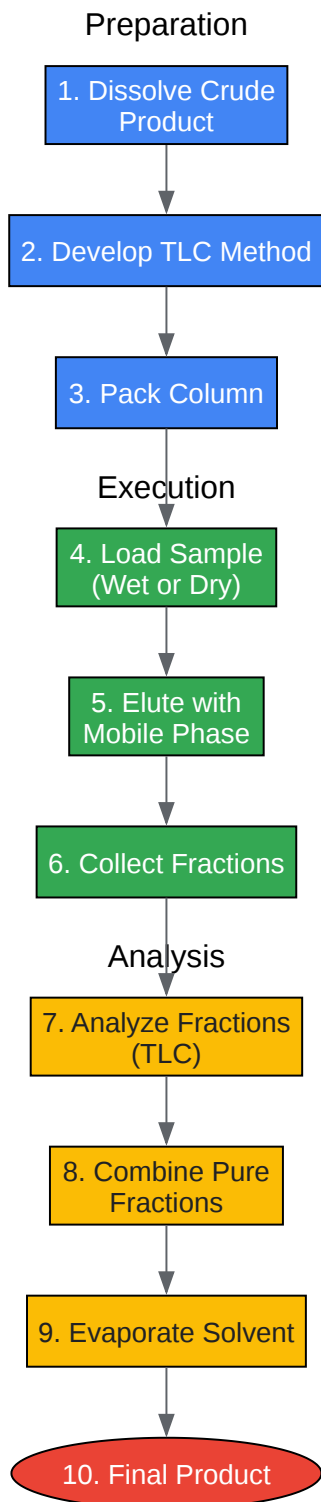 Preparation
1. Dissolve Crude
Product
2. Develop TLC Method
3. Pack Column
Execution
4. Load Sample
(Wet or Dry)
5. Elute with
Mobile Phase
6. Collect Fractions
Analysis
7. Analyze Fractions
(TLC)
8. Combine Pure
Fractions
9. Evaporate Solvent
10. Final Product